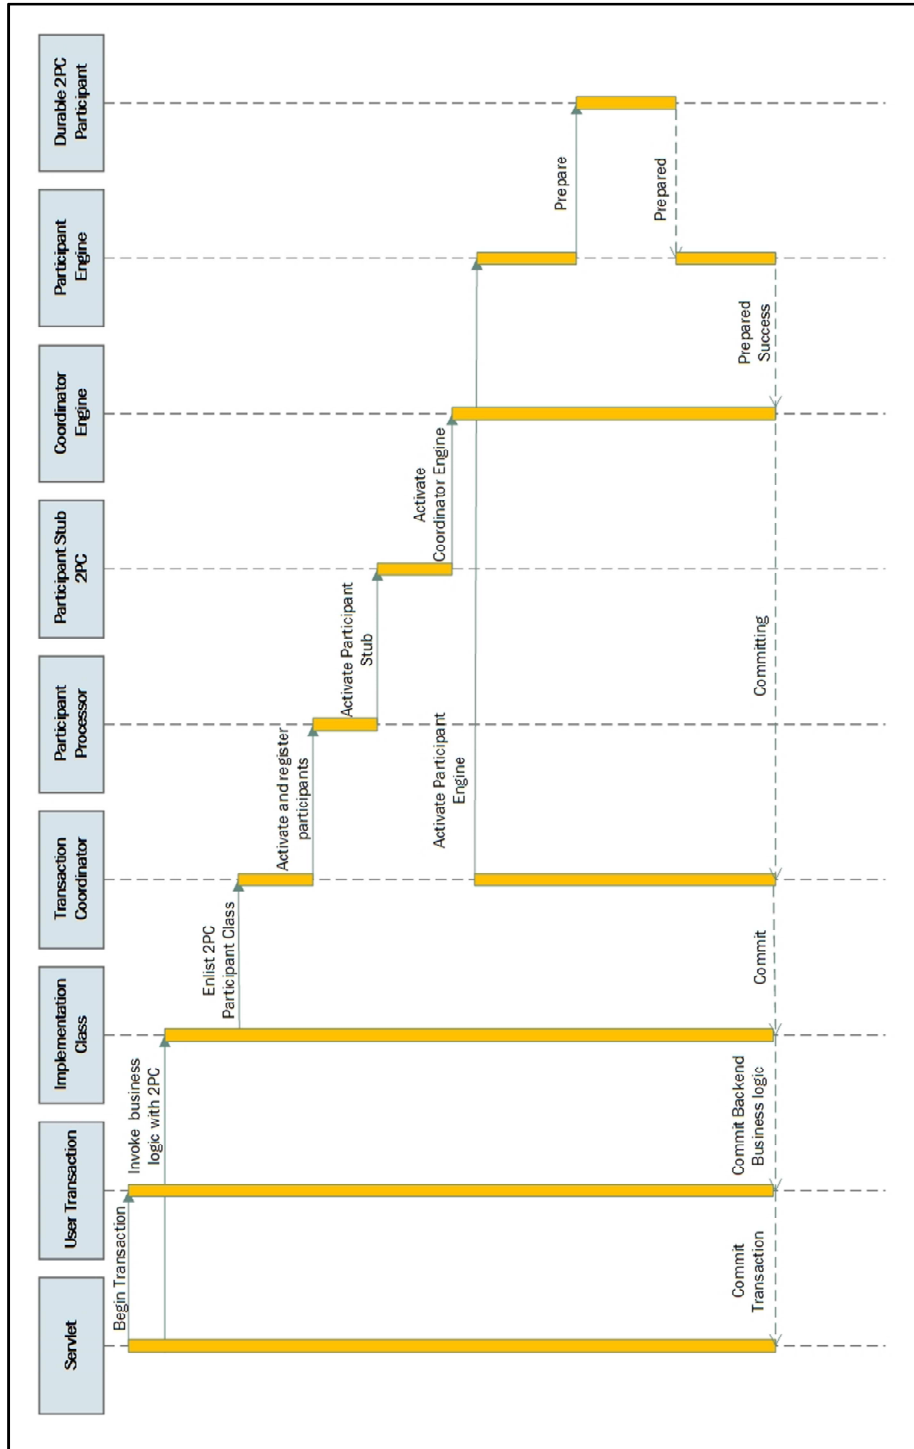 Servlet
User Transaction
Implementation
Class
Transaction
Coordinator
Participant
Processor
Participant Stub
2PC
Coordinator
Engine
Participant
Engine
Durable 2PC
Participant
Begin Transaction
Invoke business
logic with 2PC
Enlist 2PC
Participant Class
Activate and register
participants
Activate Participant
Stub
Activate
Coordinator Engine
Activate Participant
Engine
Prepare
Prepared
Prepared
Success
Committing
Commit
Commit Backend
Business logic
Commit
Transaction